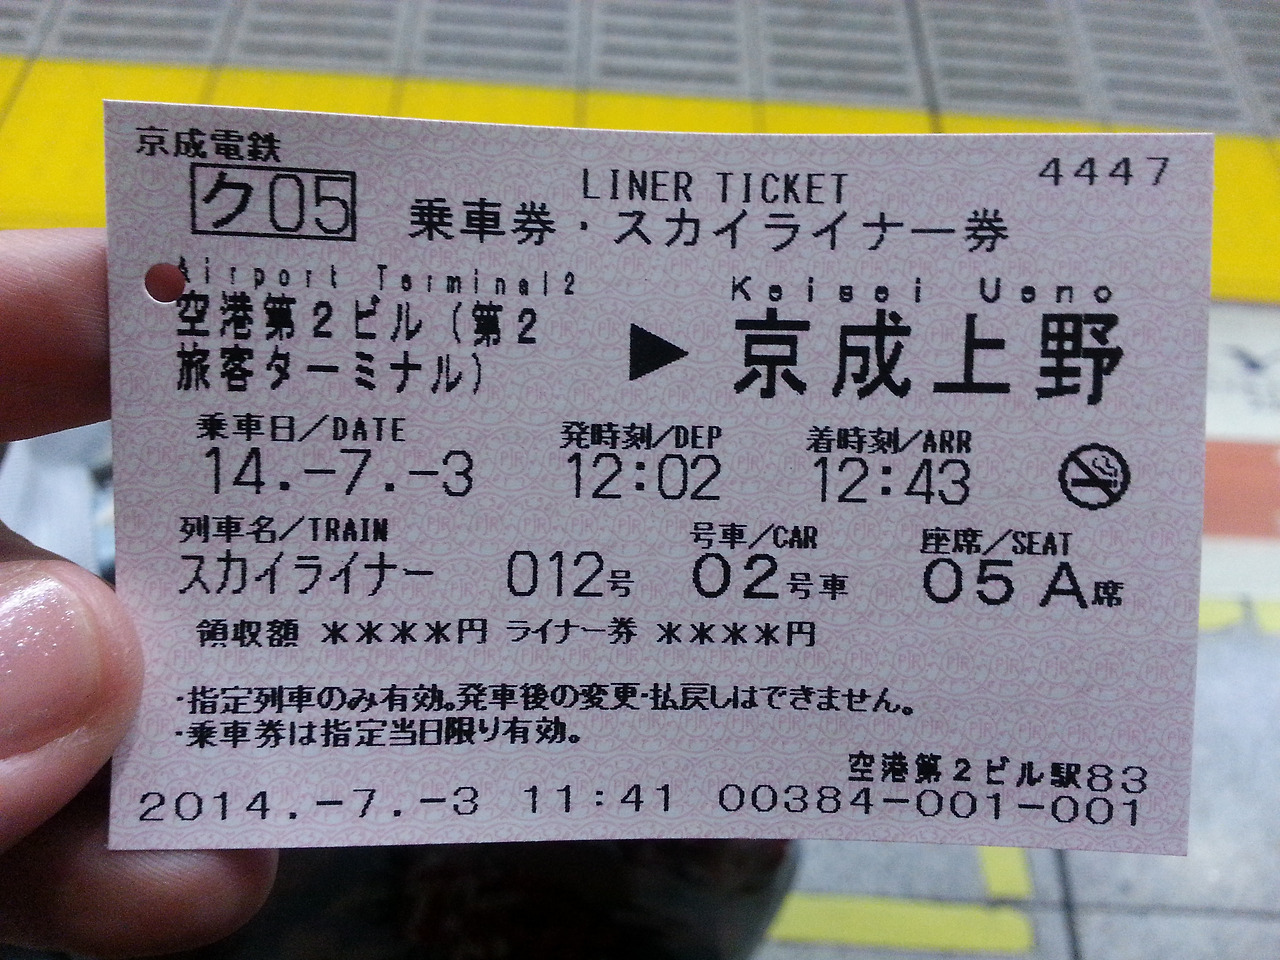 京成電鉄
ク05
LINER TICKET
4447
乗車券・スカイライナー券
Airport Terminal2
Keisei Ueno
空港第2ビル(第2
旅客ターミナル)
▶ 京成上野
乗車日/DATE 発時刻/DEP 着時刻/ARR
14.-7.-3 12:02 12:43
列車名/TRAIN 号車/CAR 座席/SEAT
スカイライナー 012号 02号車 05 A席
領収額 ****円 ライナー券 ****円
・指定列車のみ有効。発車後の変更・払戻しはできません。
・乗車券は指定当日限り有効。
空港第2ビル駅83
2014.-7.-3 11:41 00384-001-001